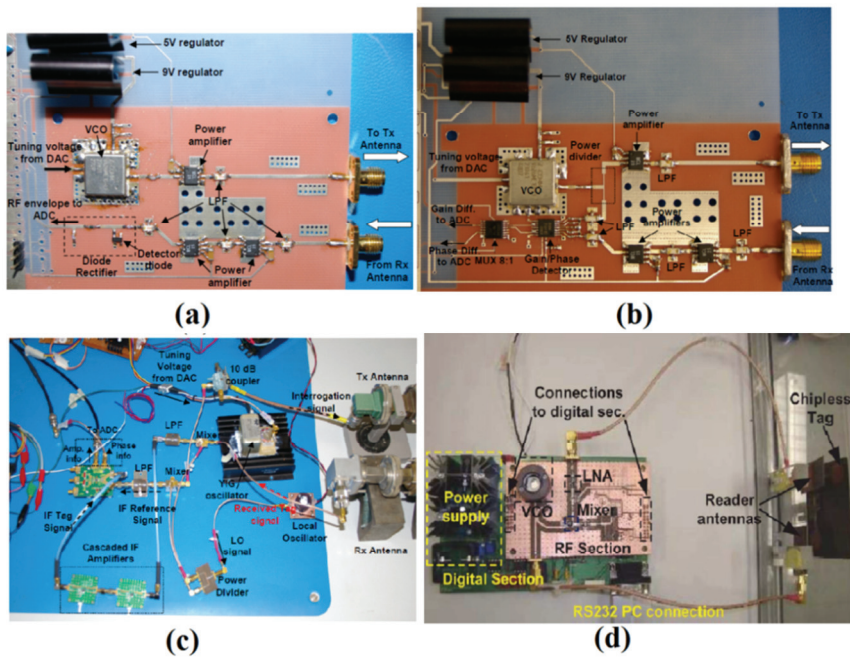 5V regulator
9V regulator
VCO
Power
amplifier
Tuning voltage
from DAC
To Tx
Antenna
RF envelope to
ADC
LPF
Diode
Rectifier
Detector
diode
Power
amplifier
From Rx
Antenna
(a)
5V Regulator
9V Regulator
Power
amplifier
Power
divider
Tuning voltage
from DAC
To Tx
Antenna
VCO
LPF
Gain Diff.
to ADC
Power
amplifiers
Phase Diff
to ADC
MUX 8:1
Gain/Phase
Detector
LPF
LPF
LPF
From Rx
Antenna
(b)
Tuning
Voltage
from DAC
10 dB
coupler
Tx Antenna
Interrogation
signal
To ADC
Amp.
info
Phase
info
LPF
Mixer
LPF
Mixer
YIG
oscillator
IF Tag
Signal
IF Reference
Signal
Received Tag
signal
Local
Oscillator
LO
signal
Rx Antenna
Cascaded IF
Amplifiers
Power
Divider
(c)
Connections
to digital sec.
Chipless
Tag
LNA
Power
supply
VCO
Mixer
Reader
antennas
RF Section
Digital Section
RS232 PC connection
(d)